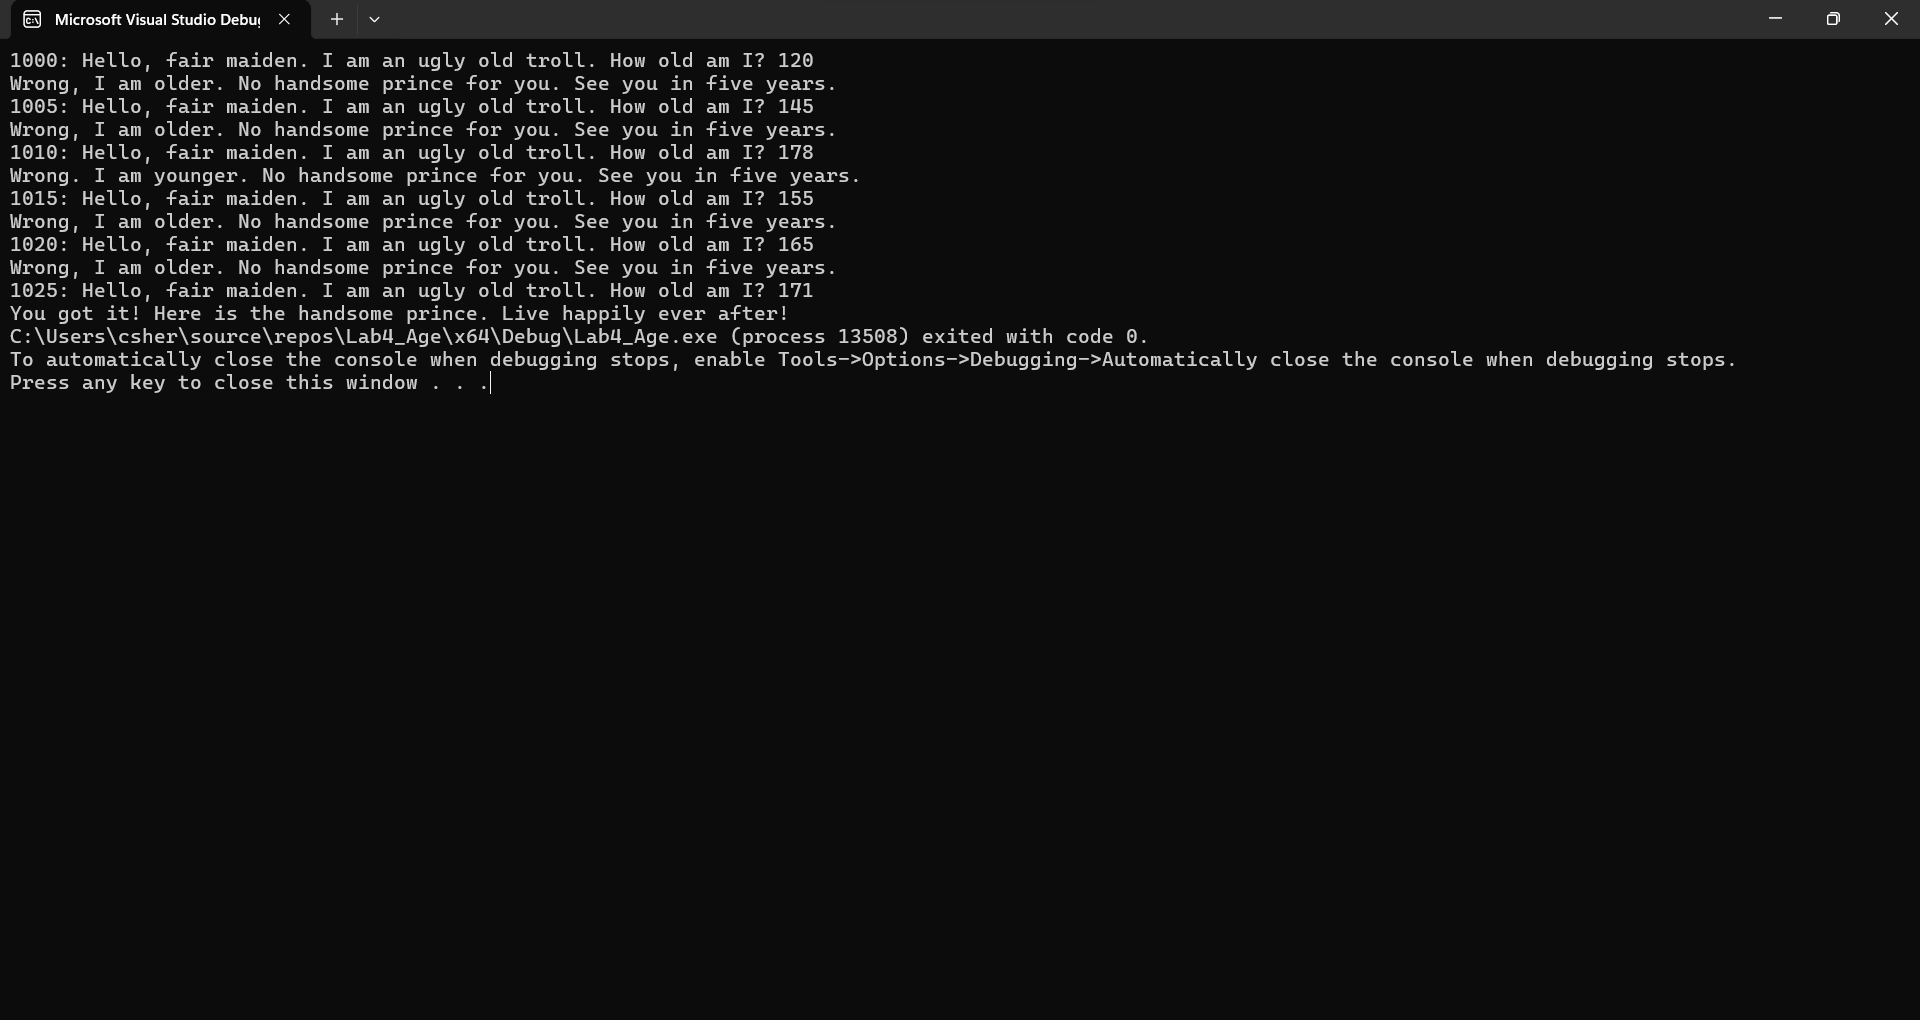 Microsoft Visual Studio Debug
1000: Hello, fair maiden. I am an ugly old troll. How old am I? 120
Wrong, I am older. No handsome prince for you. See you in five years.
1005: Hello, fair maiden. I am an ugly old troll. How old am I? 145
Wrong, I am older. No handsome prince for you. See you in five years.
1010: Hello, fair maiden. I am an ugly old troll. How old am I? 178
Wrong. I am younger. No handsome prince for you. See you in five years.
1015: Hello, fair maiden. I am an ugly old troll. How old am I? 155
Wrong, I am older. No handsome prince for you. See you in five years.
1020: Hello, fair maiden. I am an ugly old troll. How old am I? 165
Wrong, I am older. No handsome prince for you. See you in five years.
1025: Hello, fair maiden. I am an ugly old troll. How old am I? 171
You got it! Here is the handsome prince. Live happily ever after!
C:\Users\csher\source\repos\Lab4_Age\x64\Debug\Lab4_Age.exe (process 13508) exited with code 0.
To automatically close the console when debugging stops, enable Tools->Options->Debugging->Automatically close the console when debugging stops.
Press any key to close this window . . .